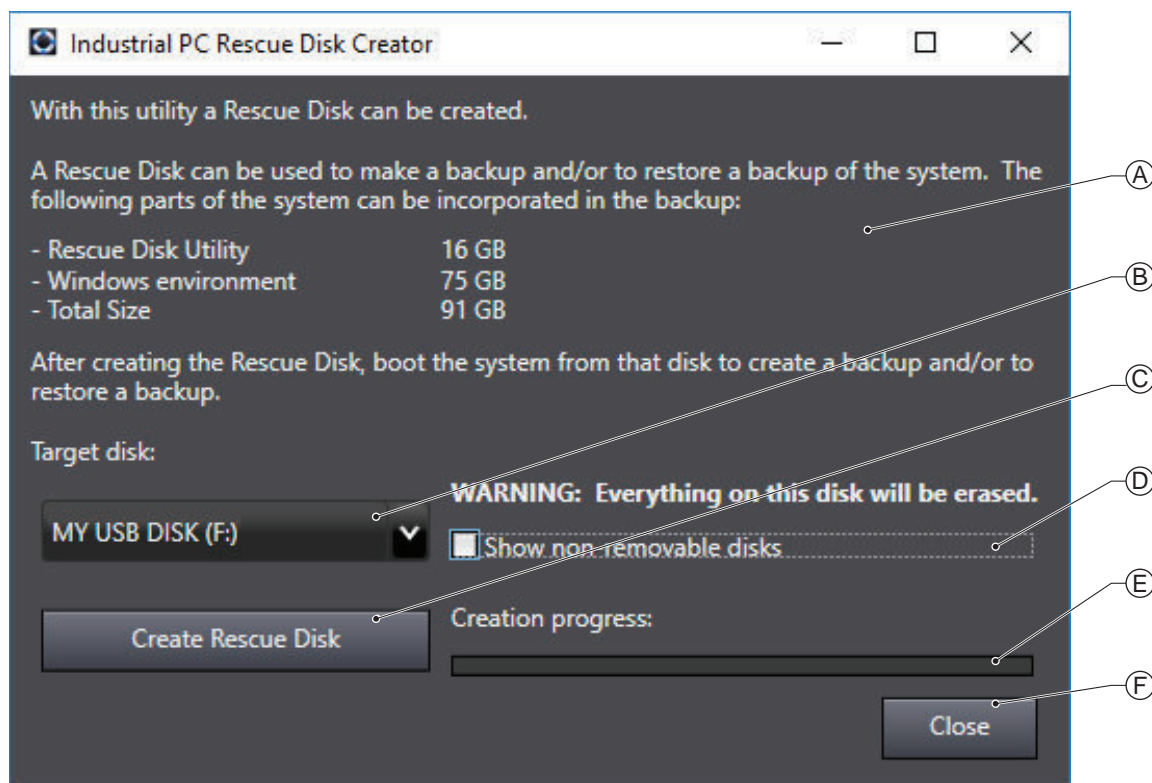 Industrial PC Rescue Disk Creator
With this utility a Rescue Disk can be created.
A Rescue Disk can be used to make a backup and/or to restore a backup of the system. The
following parts of the system can be incorporated in the backup:
- Rescue Disk Utility 16 GB
- Windows environment 75 GB
- Total Size 91 GB
After creating the Rescue Disk, boot the system from that disk to create a backup and/or to
restore a backup.
Target disk:
WARNING: Everything on this disk will be erased.
MY USB DISK (F:)
Show non-removable disks
Create Rescue Disk
Creation progress:
Close
A
B
C
D
E
F